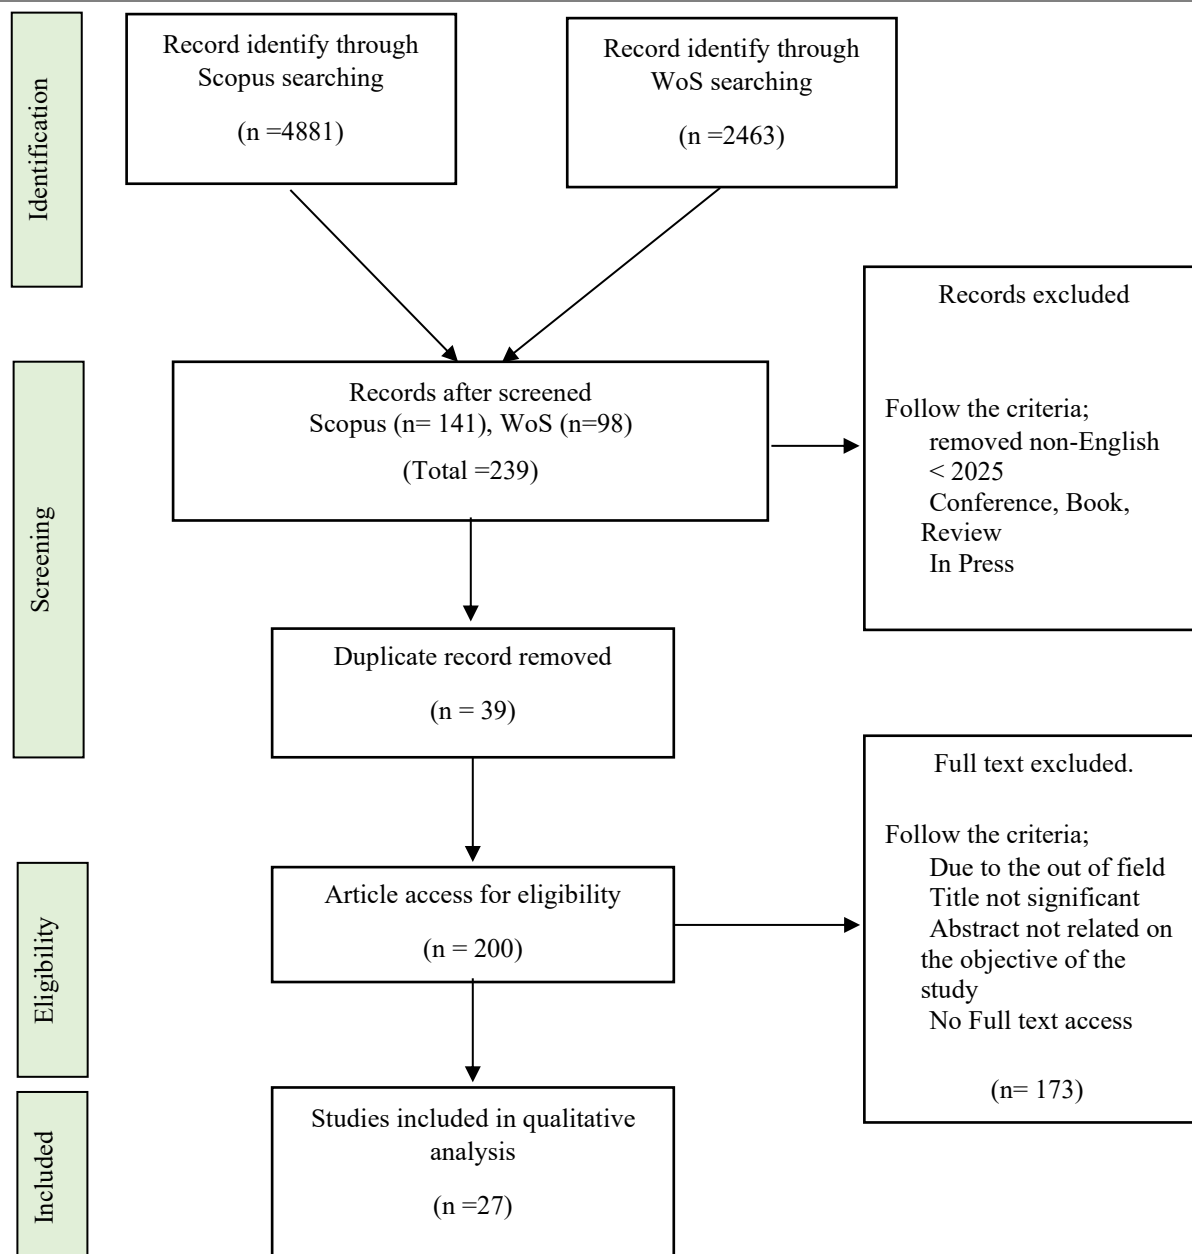 Identification
Record identify through
Scopus searching
(n =4881)
Record identify through
WoS searching
(n =2463)
Records excluded
Follow the criteria;
removed non-English
< 2025
Conference, Book,
Review
In Press
Screening
Records after screened
Scopus (n= 141), WoS (n=98)
(Total =239)
Duplicate record removed
(n = 39)
Full text excluded.
Follow the criteria;
Due to the out of field
Title not significant
Abstract not related on
the objective of the
study
No Full text access
(n= 173)
Eligibility
Article access for eligibility
(n = 200)
Included
Studies included in qualitative
analysis
(n =27)